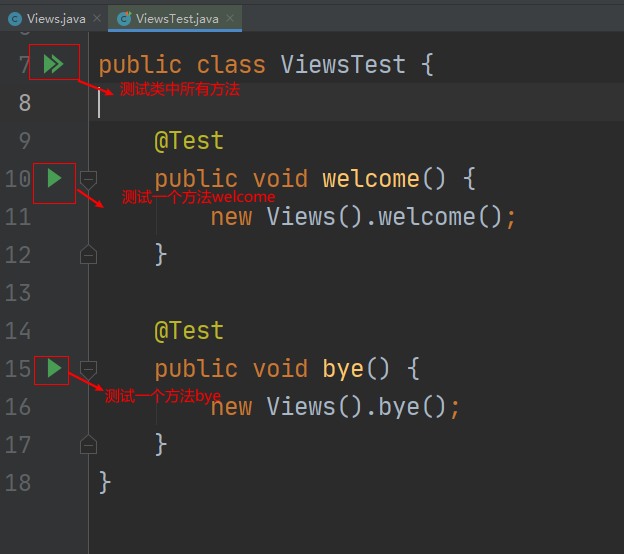 Views.java ViewsTest.java
7 public class ViewsTest {
测试类中所有方法
8
9 @Test
10 public void welcome() {
测试一个方法welcome
11 new Views().welcome();
12 }
13
14 @Test
15 public void bye() {
测试一个方法bye
16 new Views().bye();
17 }
18 }